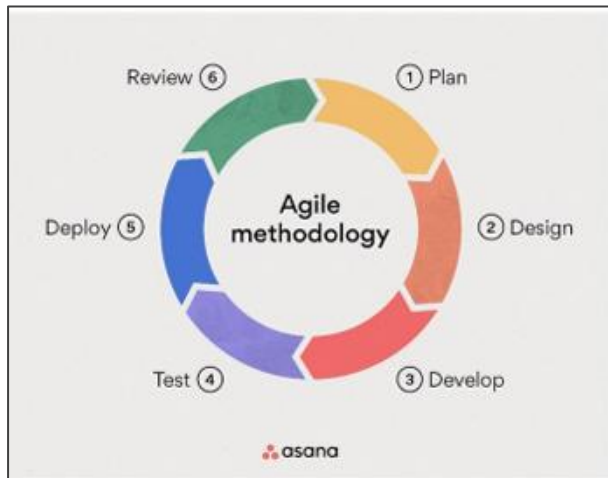 Review 6
1 Plan
Agile
methodology
Deploy 5
2 Design
Test 4
3 Develop
asana